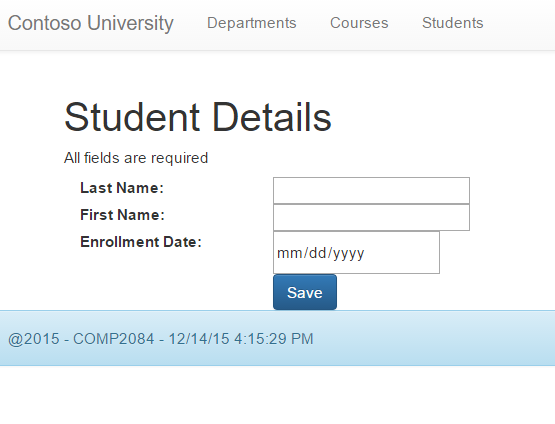 Contoso University Departments Courses Students
Student Details
All fields are required
Last Name:
First Name:
Enrollment Date: mm/dd/yyyy
Save
@2015 - COMP2084 - 12/14/15 4:15:29 PM